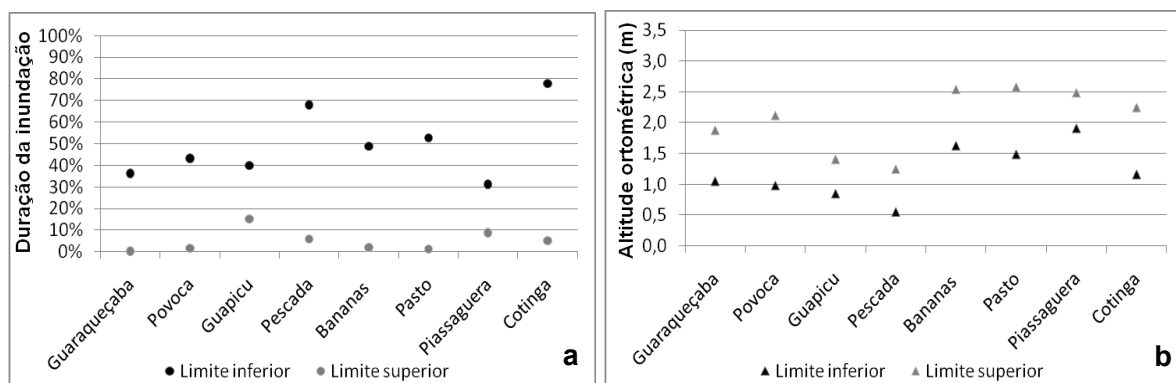 Duração da inundação
100%
90%
80%
70%
60%
50%
40%
30%
20%
10%
0%
Guaraqueçaba
Povoca
Guapicu
Pescada
Bananas
Pasto
Piassaguera
Cotinga
Limite inferior Limite superior
a
Altitude ortométrica (m)
3,5
3,0
2,5
2,0
1,5
1,0
0,5
0,0
Guaraqueçaba
Povoca
Guapicu
Pescada
Bananas
Pasto
Piassaguera
Cotinga
Limite inferior Limite superior
b